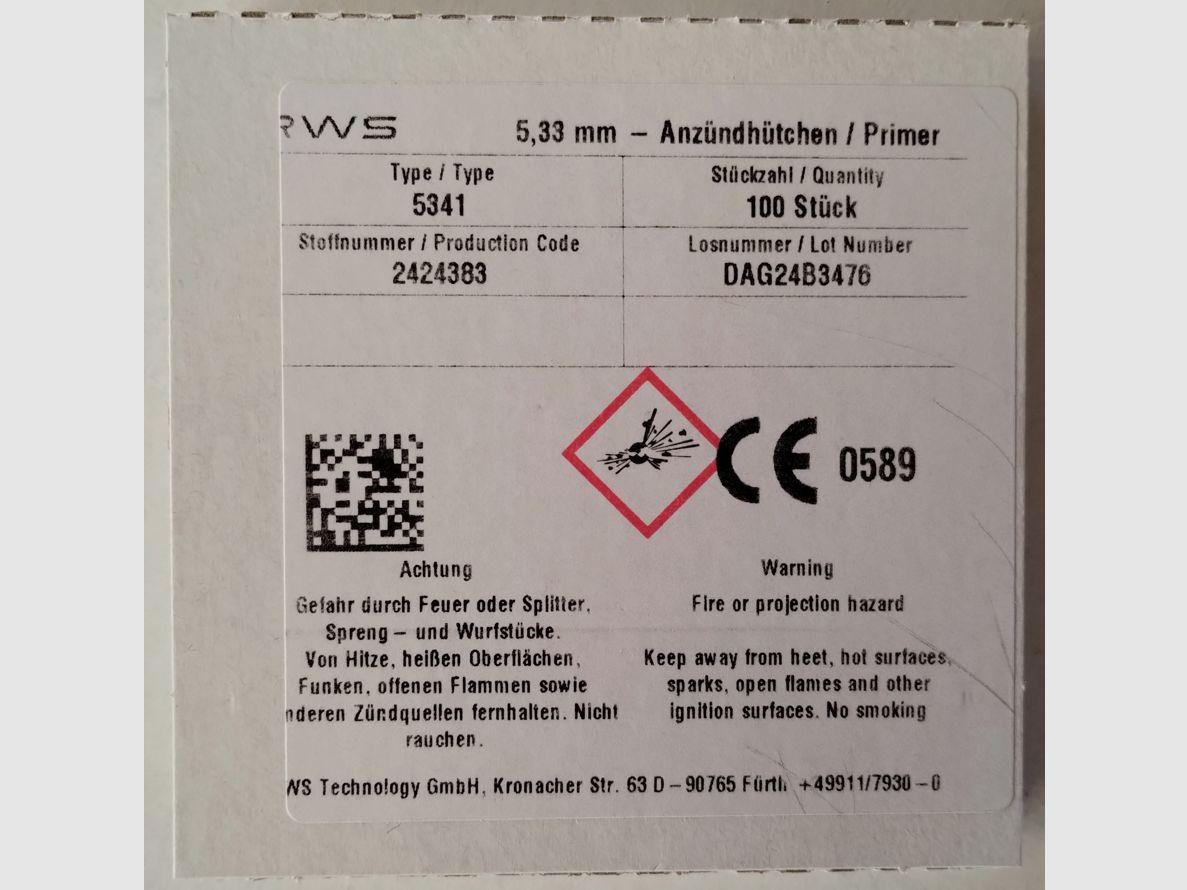 RWS
5,33 mm – Anzündhütchen / Primer
Type / Type
5341
Stückzahl / Quantity
100 Stück
Stoffnummer / Production Code
2424383
Losnummer / Lot Number
DAG24B3476
CE 0589
Achtung
Gefahr durch Feuer oder Splitter,
Spreng – und Wurfstücke.
Von Hitze, heißen Oberflächen,
Funken, offenen Flammen sowie
nderen Zündquellen fernhalten. Nicht
rauchen.
Warning
Fire or projection hazard
Keep away from heet, hot surfaces,
sparks, open flames and other
ignition surfaces. No smoking
WS Technology GmbH, Kronacher Str. 63 D – 90765 Fürth +49911/7930 – 0